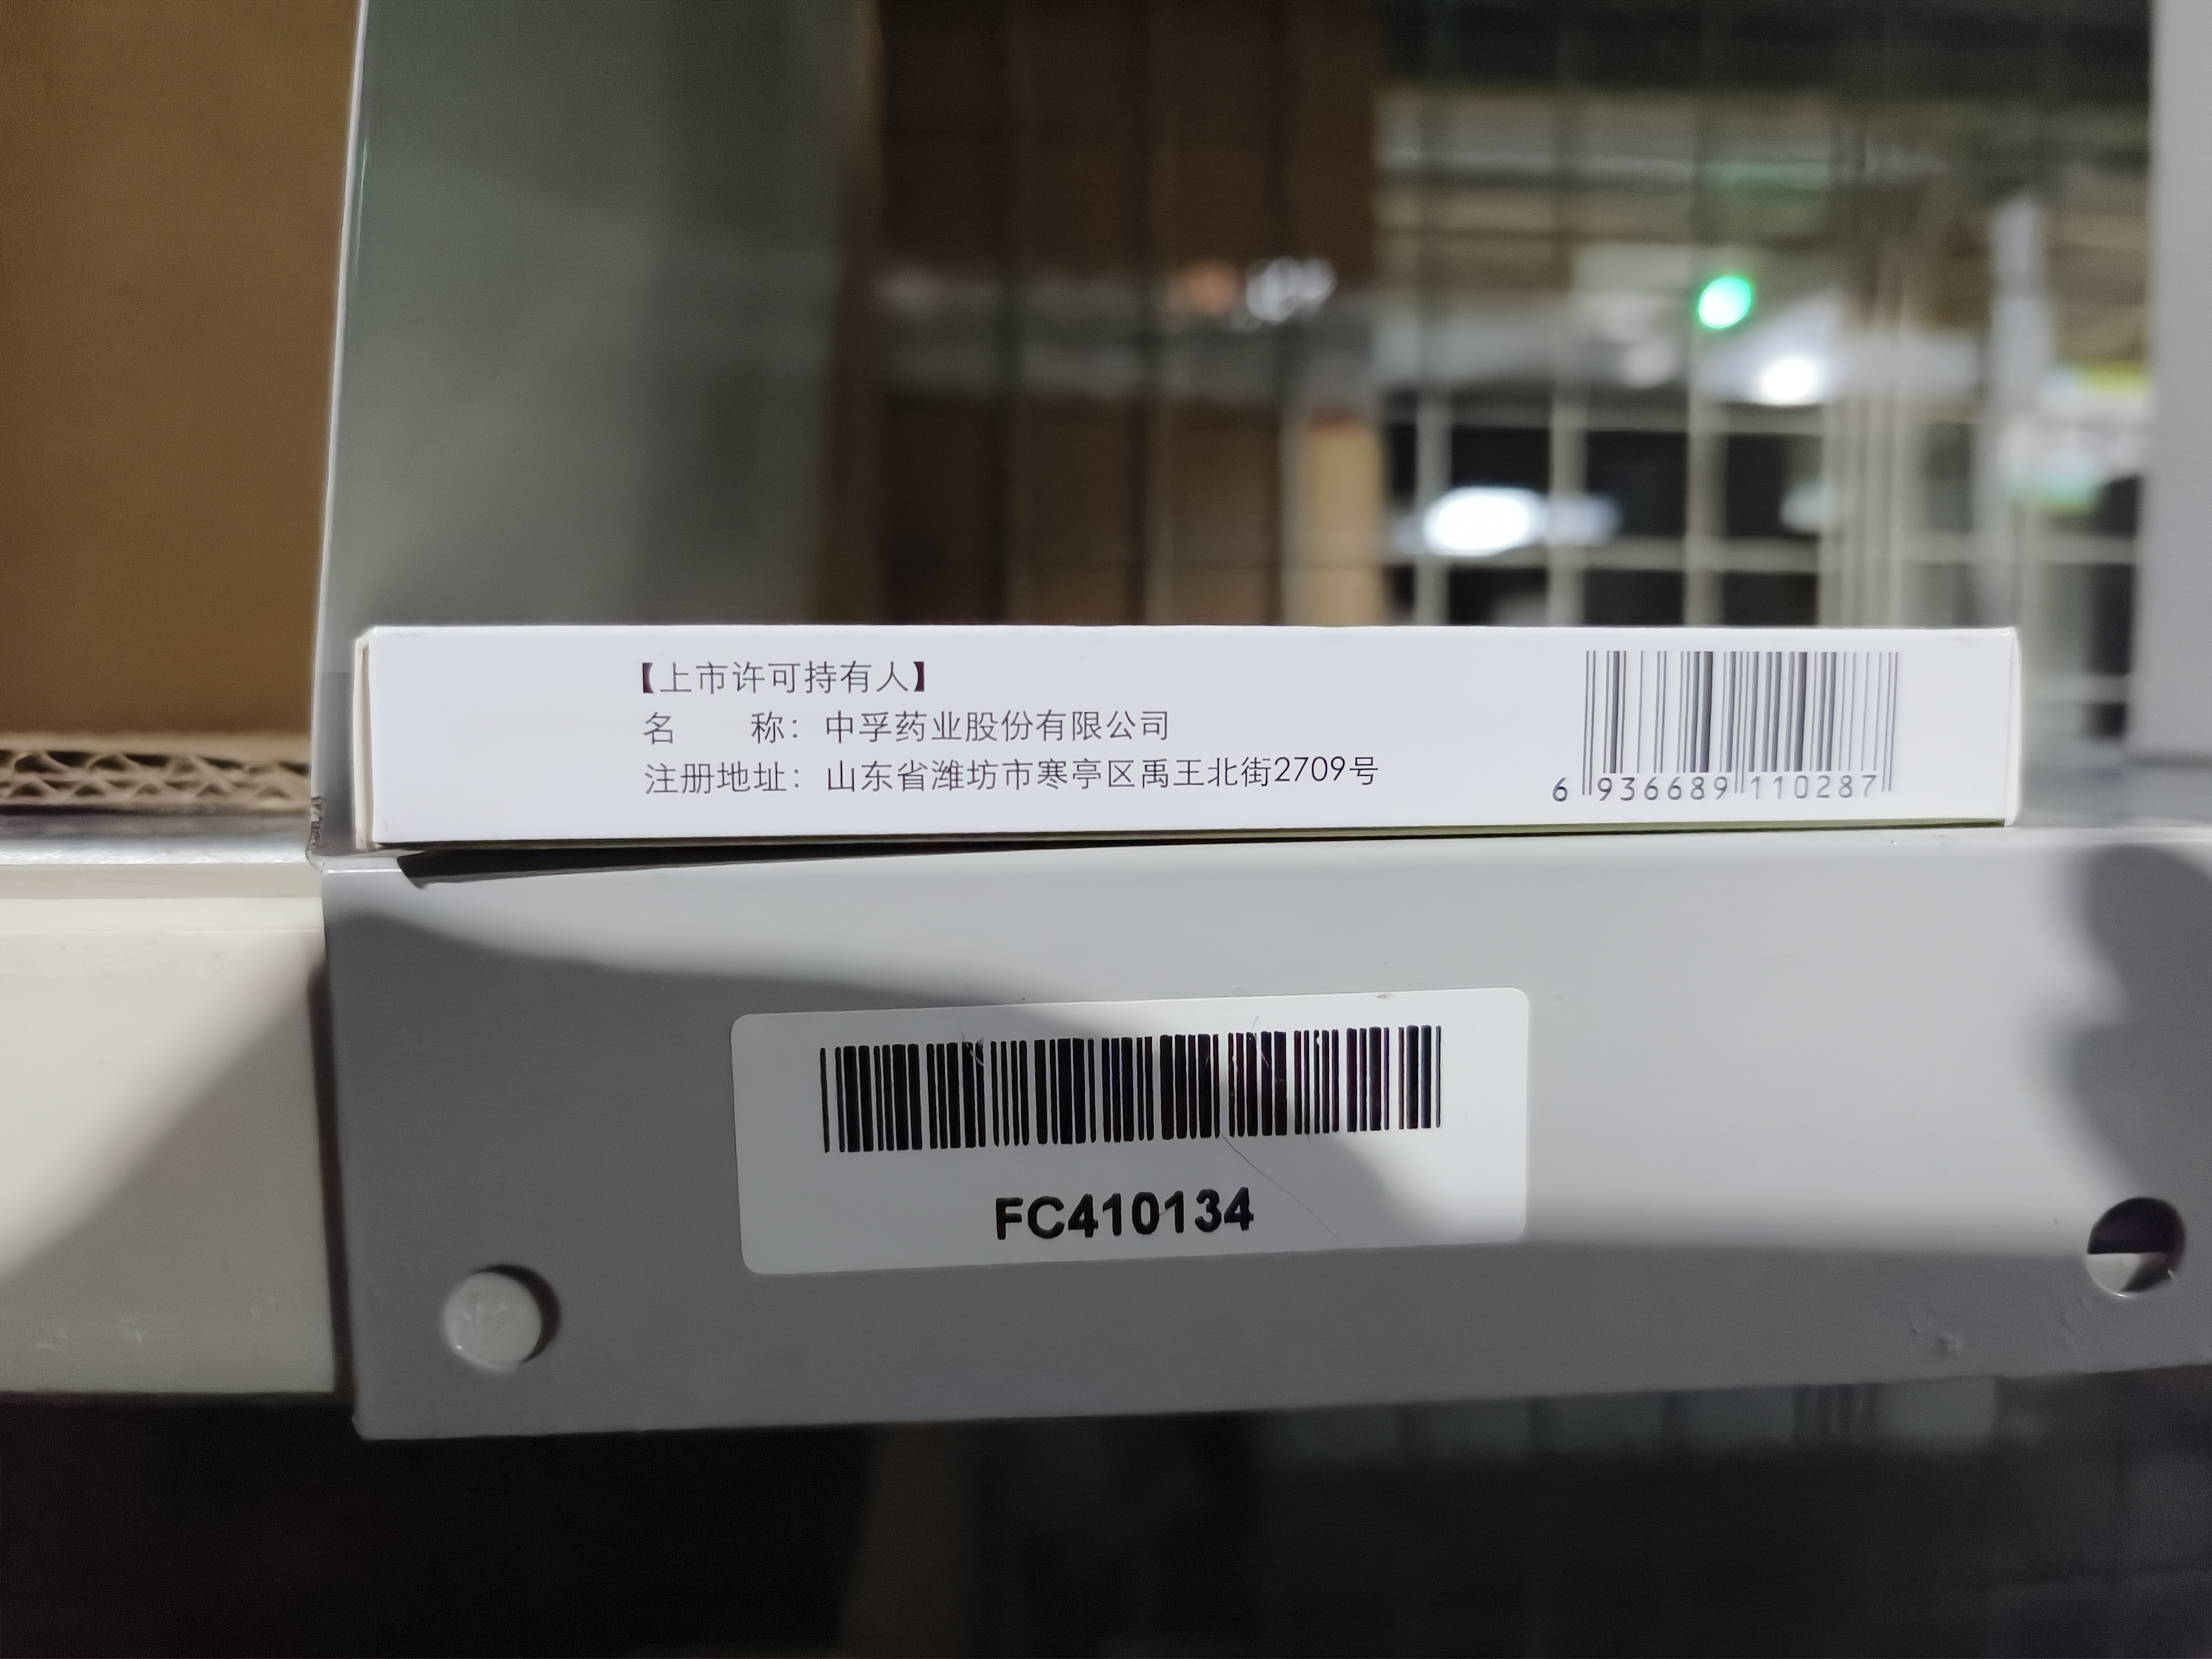 【上市许可持有人】
名 称：中孚药业股份有限公司
注册地址：山东省潍坊市寒亭区禹王北街2709号
6 936689 110287
FC410134